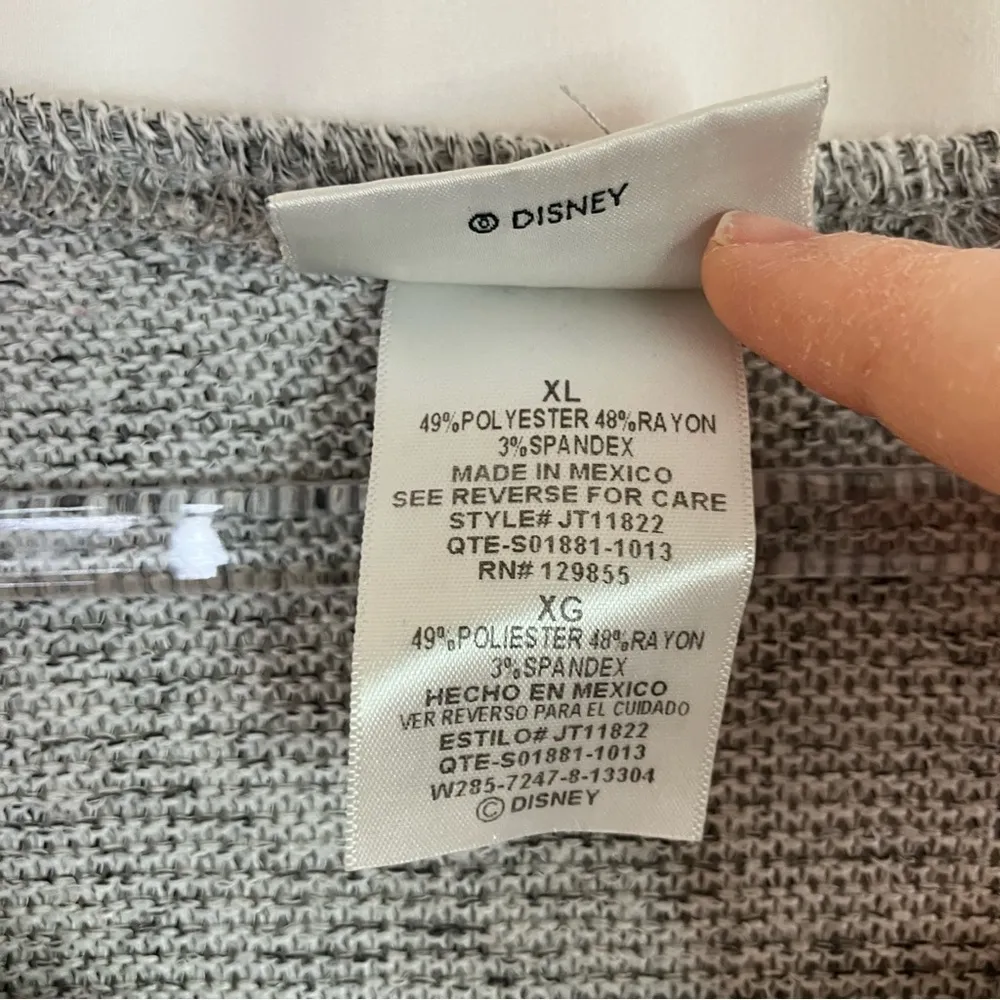 © DISNEY
XL
49%POLYESTER 48%RAYON
3%SPANDEX
MADE IN MEXICO
SEE REVERSE FOR CARE
STYLE# JT11822
QTE-S01881-1013
RN# 129855
XG
49%POLIESTER 48%RAYON
3%SPANDEX
HECHO EN MEXICO
VER REVERSO PARA EL CUIDADO
ESTILO# JT11822
QTE-S01881-1013
W285-7247-8-13304
© DISNEY